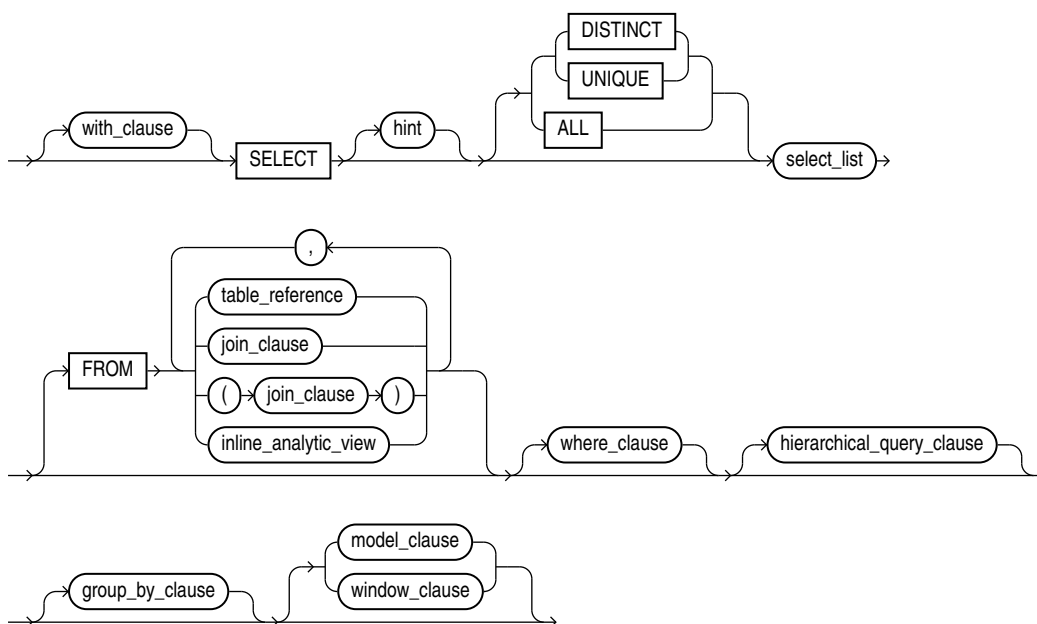 DISTINCT
UNIQUE
with_clause hint ALL
SELECT select_list
,
table_reference
FROM join_clause
( join_clause )
inline_analytic_view where_clause hierarchical_query_clause
model_clause
group_by_clause window_clause